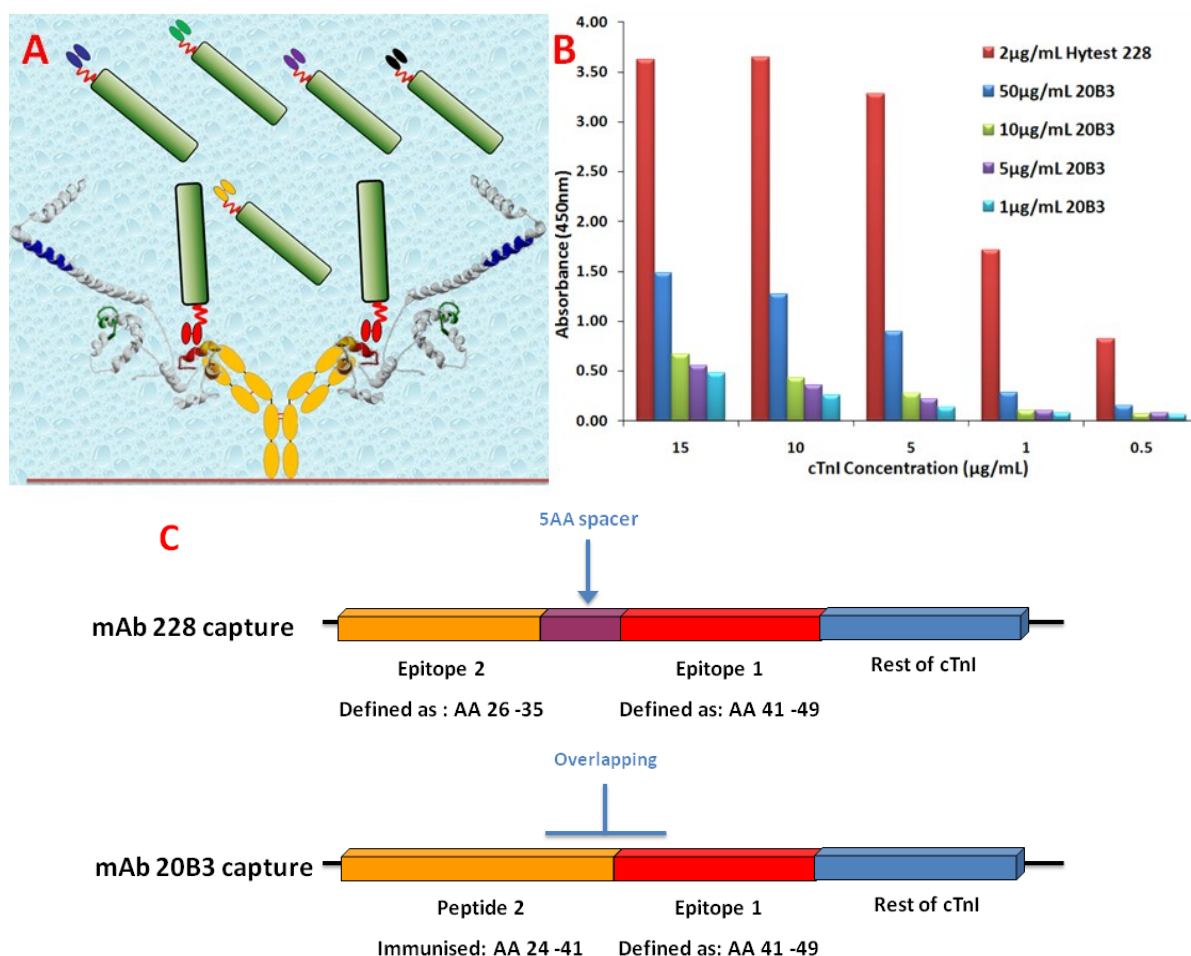 A
B
4.00
3.50
3.00
2.50
2.00
1.50
1.00
0.50
0.00
Absorbance (450nm)
2µg/mL Hytest 228
50µg/mL 20B3
10µg/mL 20B3
5µg/mL 20B3
1µg/mL 20B3
15
10
5
1
0.5
cTnI Concentration (µg/mL)
C
5AA spacer
mAb 228 capture
Epitope 2
Epitope 1
Rest of cTnI
Defined as : AA 26 -35
Defined as: AA 41 -49
Overlapping
mAb 20B3 capture
Peptide 2
Epitope 1
Rest of cTnI
Immunised: AA 24 -41
Defined as: AA 41 -49